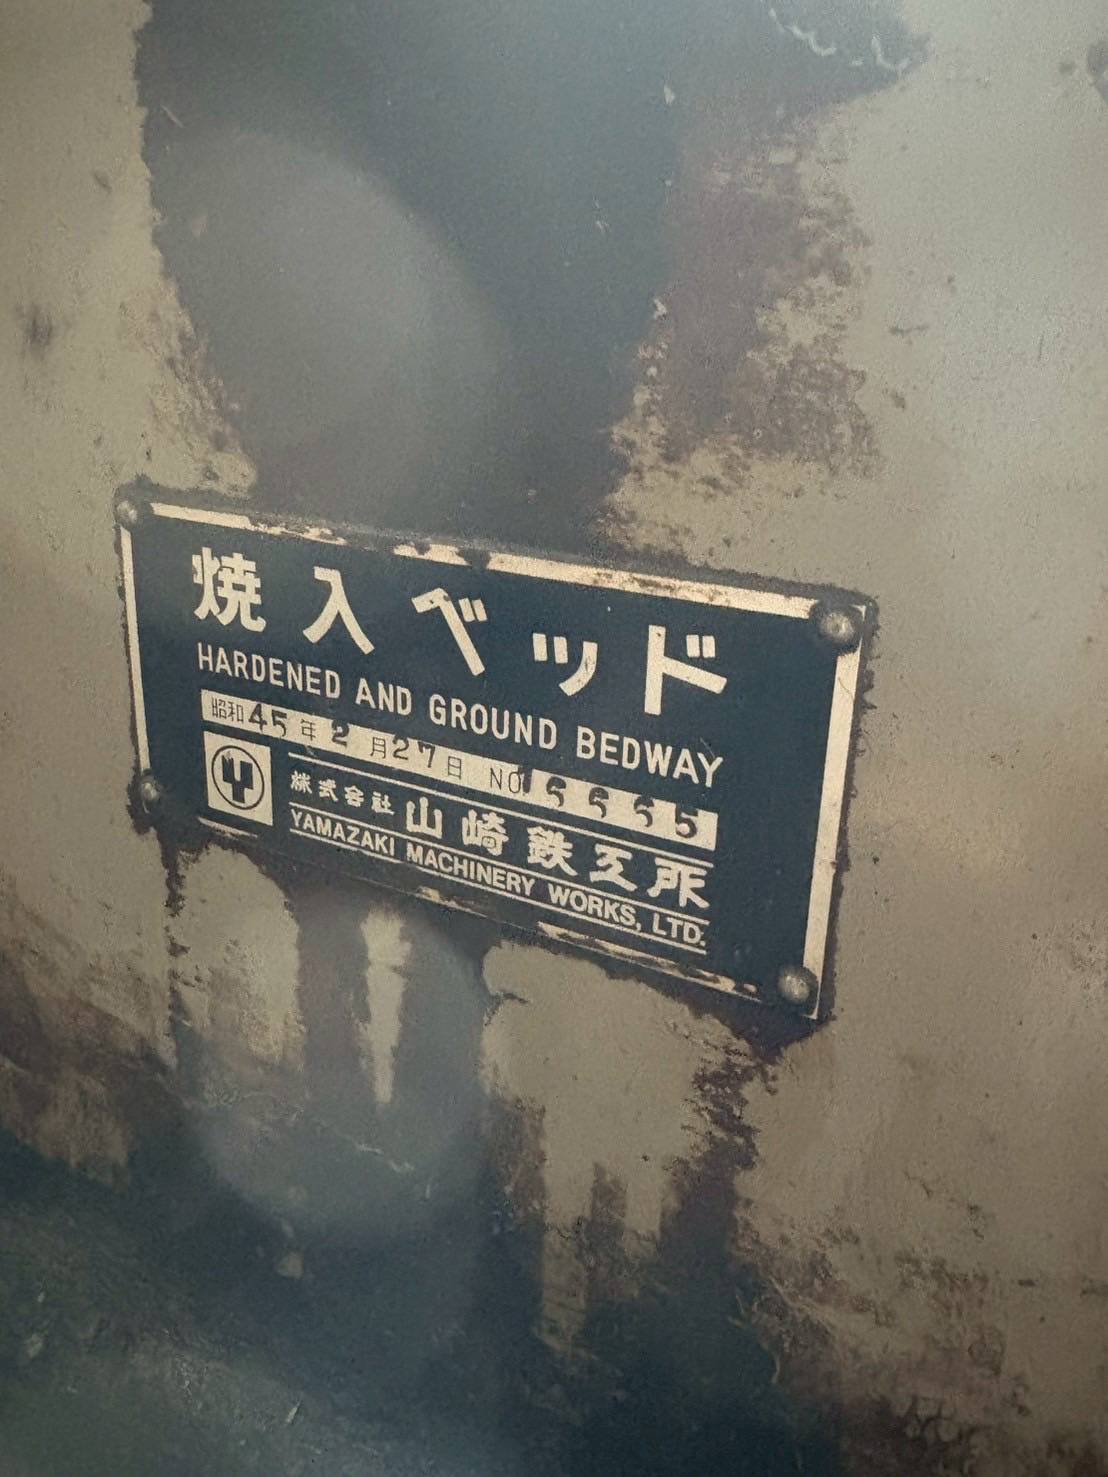 焼入ベッド
HARDENED AND GROUND BEDWAY
昭和45年2月27日 NO
株式会社 山崎鉄工所
YAMAZAKI MACHINERY WORKS, LTD.